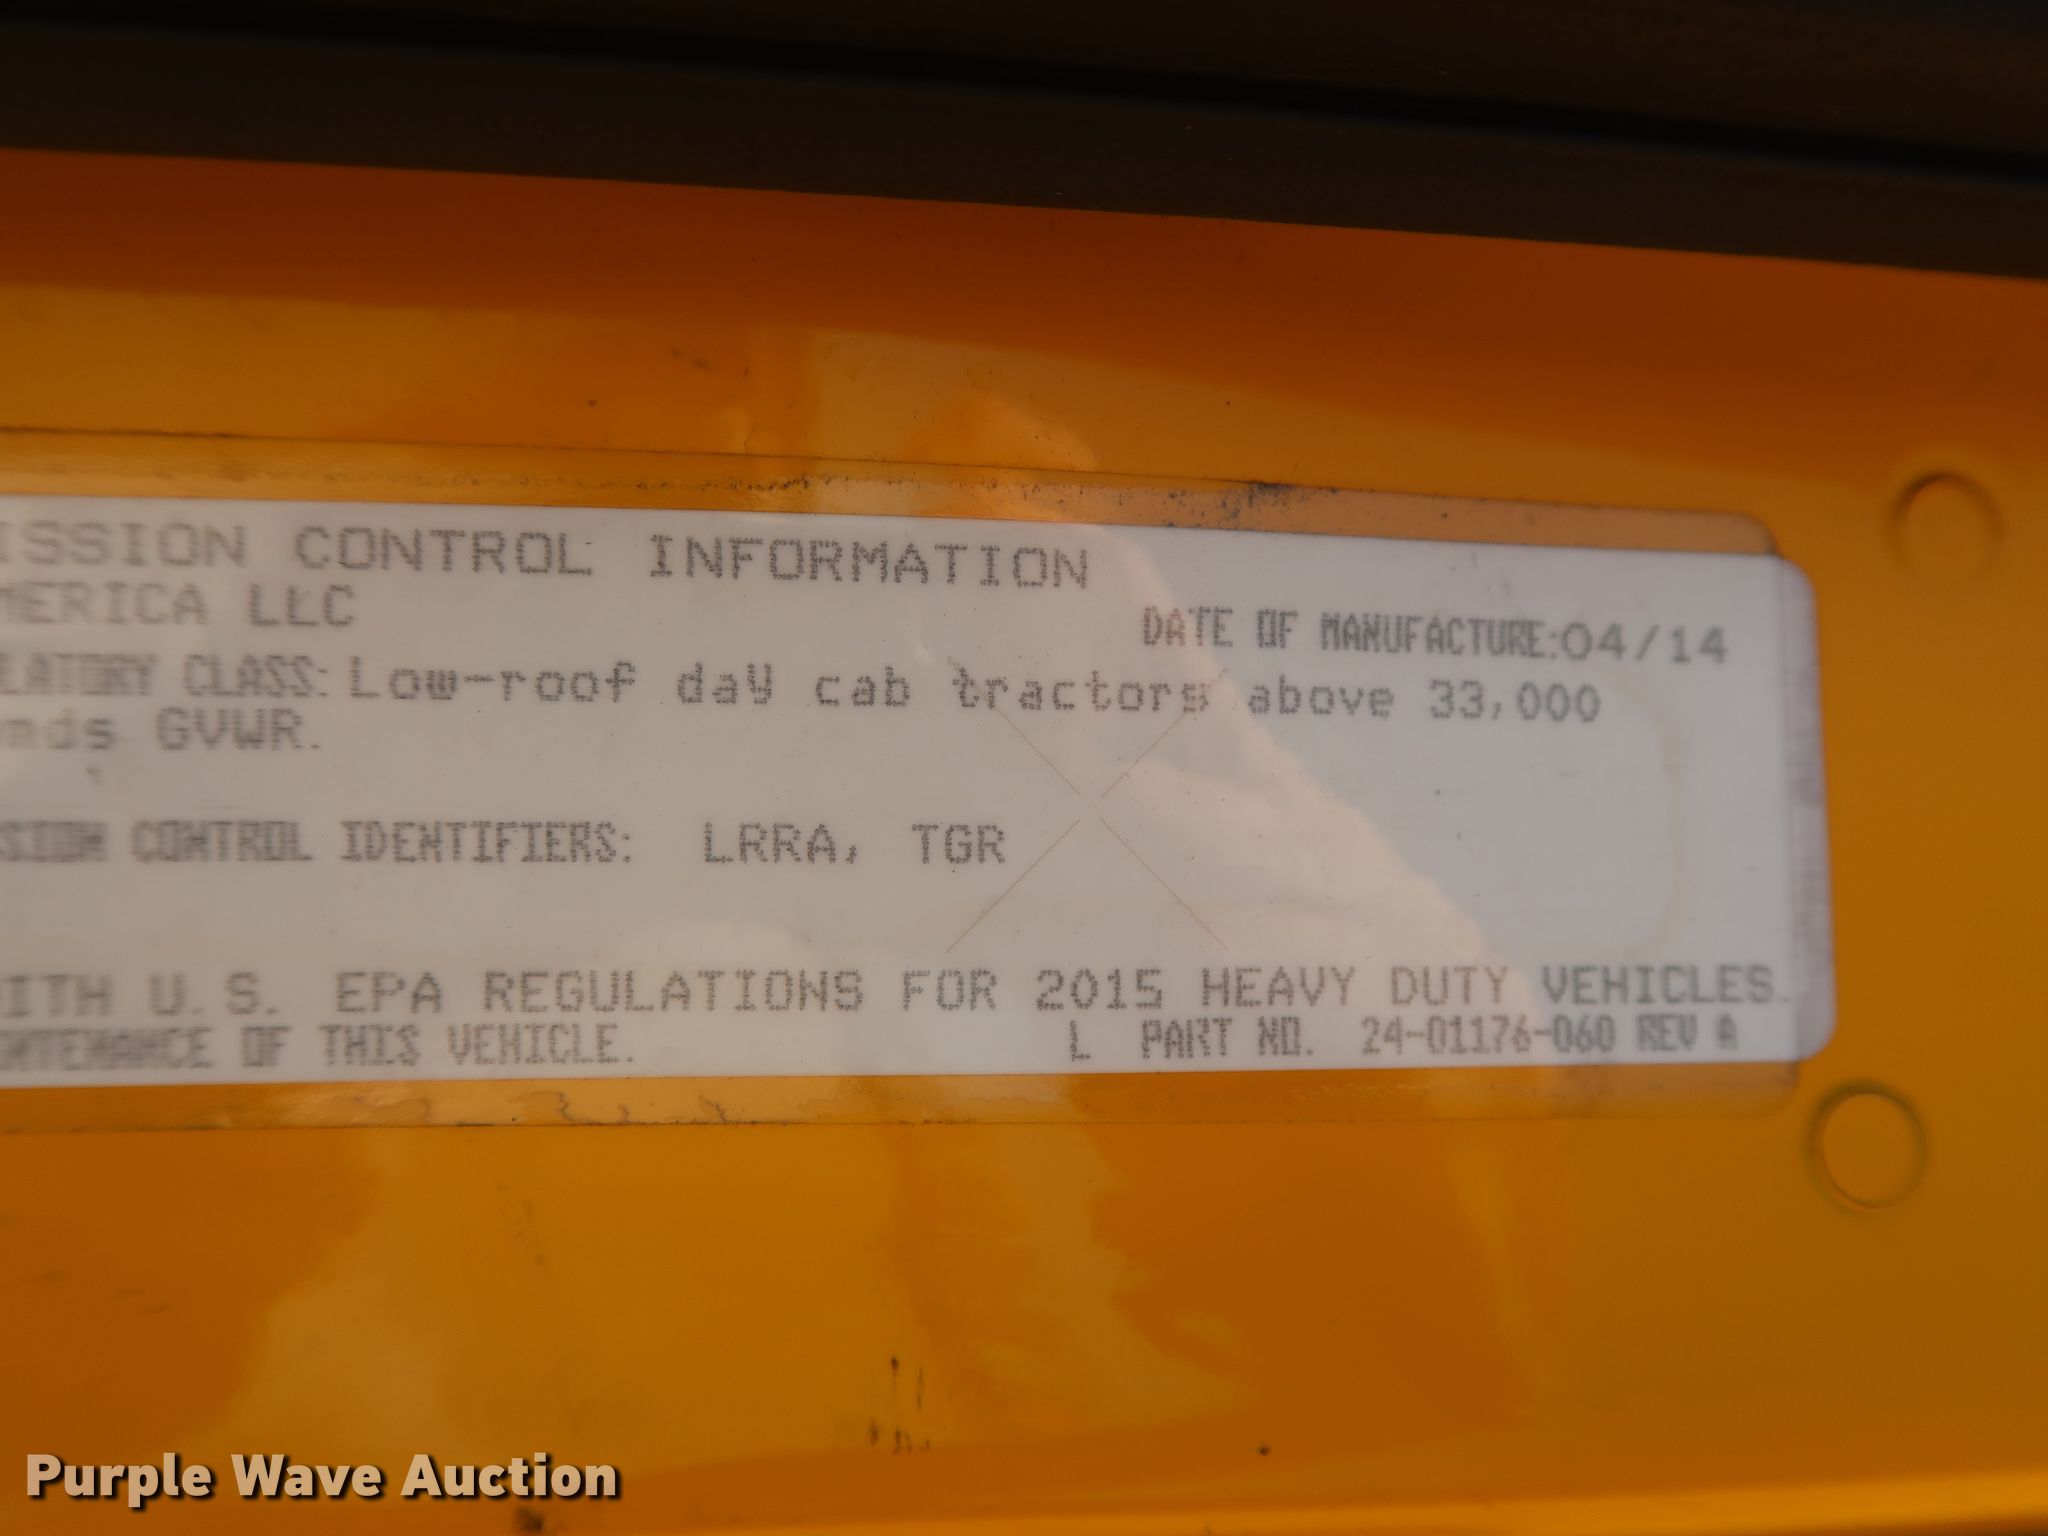 ISSION CONTROL INFORMATION
MERICA LLC
DATE OF MANUFACTURE:04/14
LATORY CLASS: Low-roof day cab tractors above 33,000
nds GVWR.
SION CONTROL IDENTIFIERS: LRRA, TGR
ITH U.S. EPA REGULATIONS FOR 2015 HEAVY DUTY VEHICLES.
NTENANCE OF THIS VEHICLE. L PART NO. 24-01176-060 REV A
Purple Wave Auction